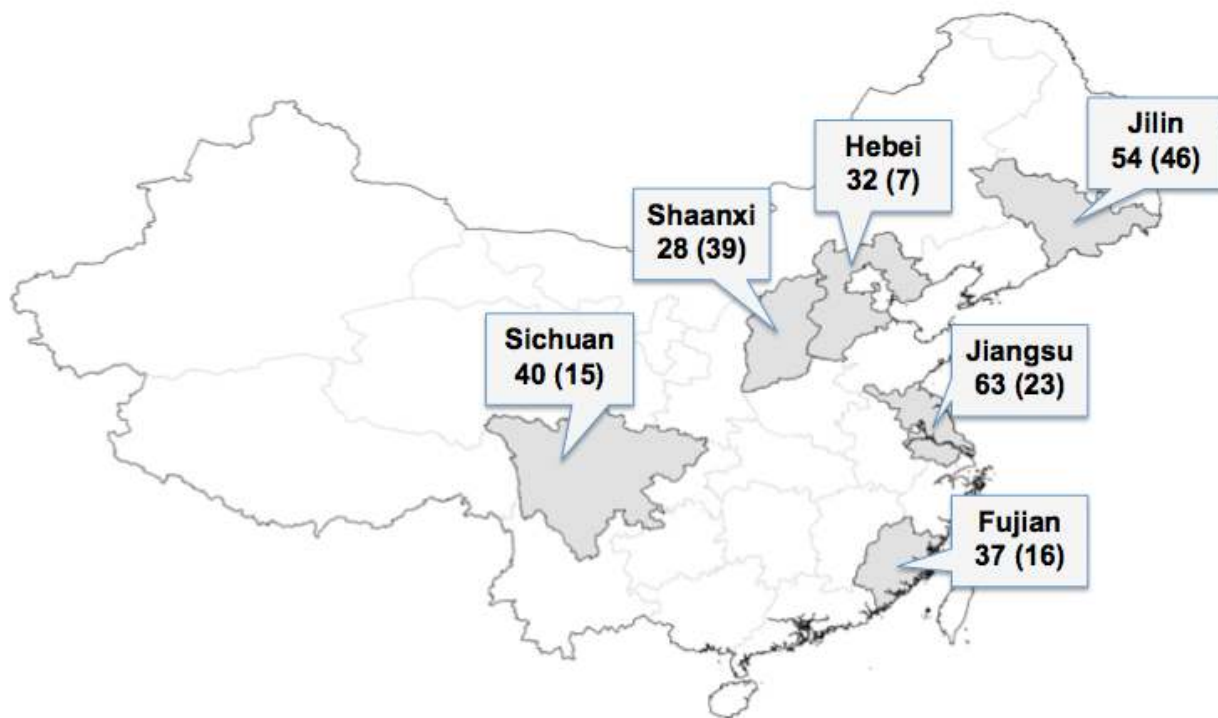 Jilin
54 (46)
Hebei
32 (7)
Shaanxi
28 (39)
Sichuan
40 (15)
Jiangsu
63 (23)
Fujian
37 (16)